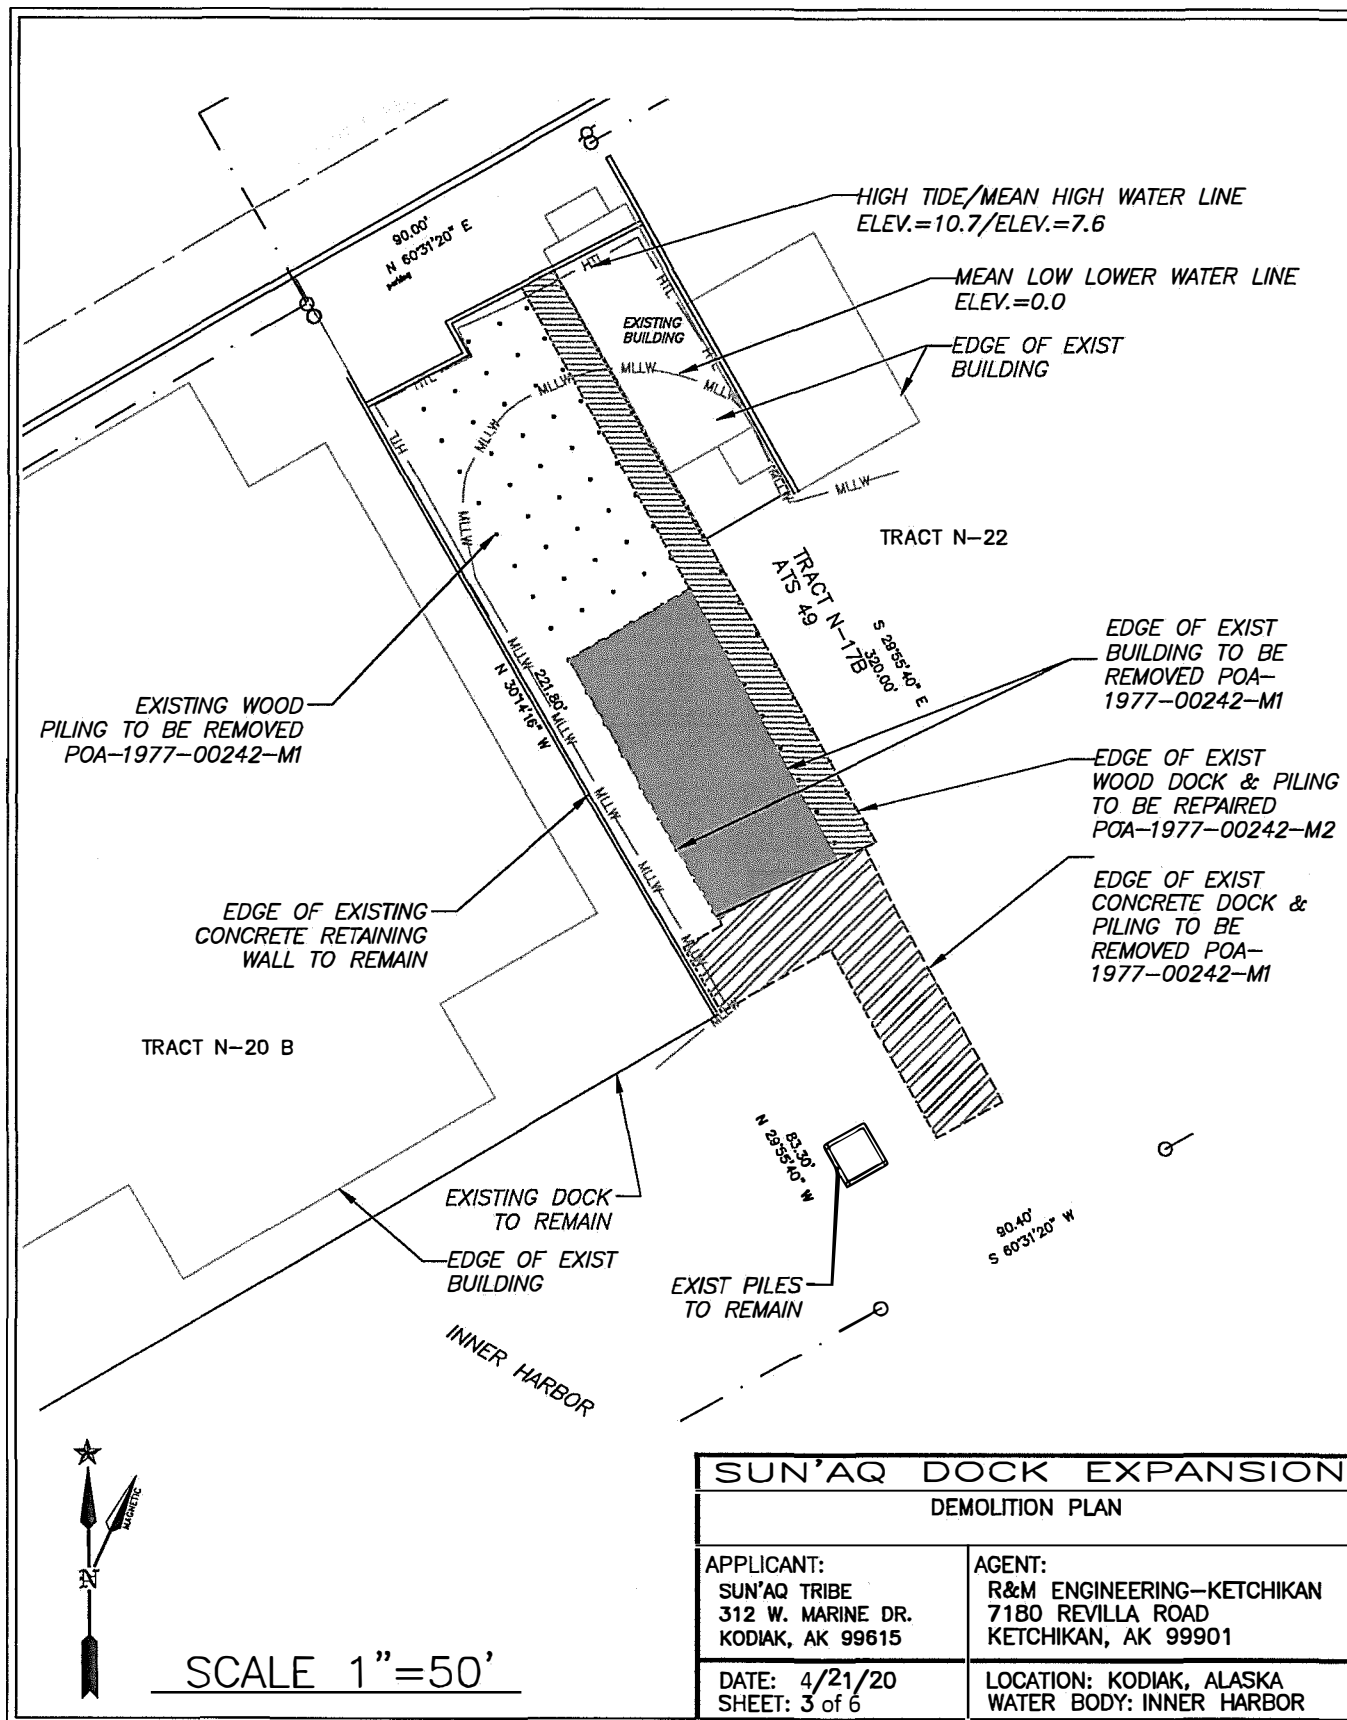 90.00'
N 60°31'20" E
parking
HIGH TIDE/MEAN HIGH WATER LINE
ELEV.=10.7/ELEV.=7.6
MEAN LOW LOWER WATER LINE
ELEV.=0.0
EDGE OF EXIST
BUILDING
HTL
HTL
HTL
HTL
HTL
EXISTING
BUILDING
MLLW
MLLW
MLLW
MLLW
MLLW
MLLW
MLLW
TRACT N-22
TRACT N-17B
ATS 49
S 29°55'40" E
320.00'
EXISTING WOOD
PILING TO BE REMOVED
POA-1977-00242-M1
MLLW
221.80'
N 30°14'16" W
MLLW
MLLW
MLLW
MLLW
MLLW
EDGE OF EXIST
BUILDING TO BE
REMOVED POA-
1977-00242-M1
EDGE OF EXIST
WOOD DOCK & PILING
TO BE REPAIRED
POA-1977-00242-M2
EDGE OF EXIST
CONCRETE DOCK &
PILING TO BE
REMOVED POA-
1977-00242-M1
EDGE OF EXISTING
CONCRETE RETAINING
WALL TO REMAIN
TRACT N-20 B
83.30'
N 29°55'40" W
90.40'
S 60°31'20" W
EXISTING DOCK
TO REMAIN
EDGE OF EXIST
BUILDING
EXIST PILES
TO REMAIN
INNER HARBOR
MAGNETIC
N
SCALE 1"=50'
SUN'AQ DOCK EXPANSION
DEMOLITION PLAN
APPLICANT:
SUN'AQ TRIBE
312 W. MARINE DR.
KODIAK, AK 99615
AGENT:
R&M ENGINEERING-KETCHIKAN
7180 REVILLA ROAD
KETCHIKAN, AK 99901
DATE: 4/21/20
SHEET: 3 of 6
LOCATION: KODIAK, ALASKA
WATER BODY: INNER HARBOR